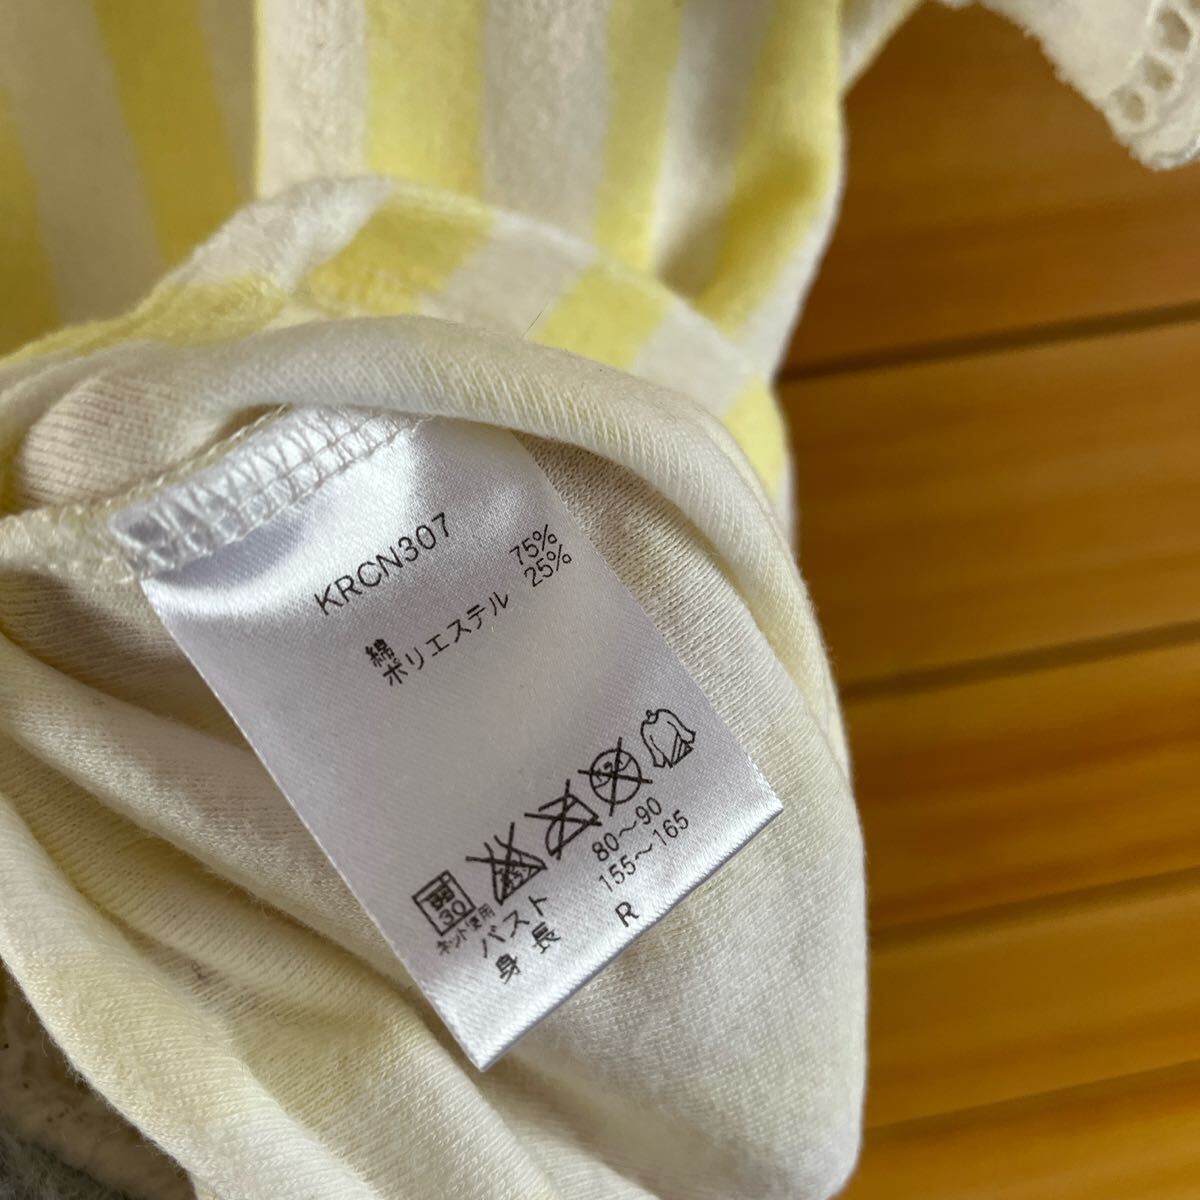 KRCN307
綿 75%
ポリエステル 25%
30
ネット使用
バスト 80～90
身長 155～165
R